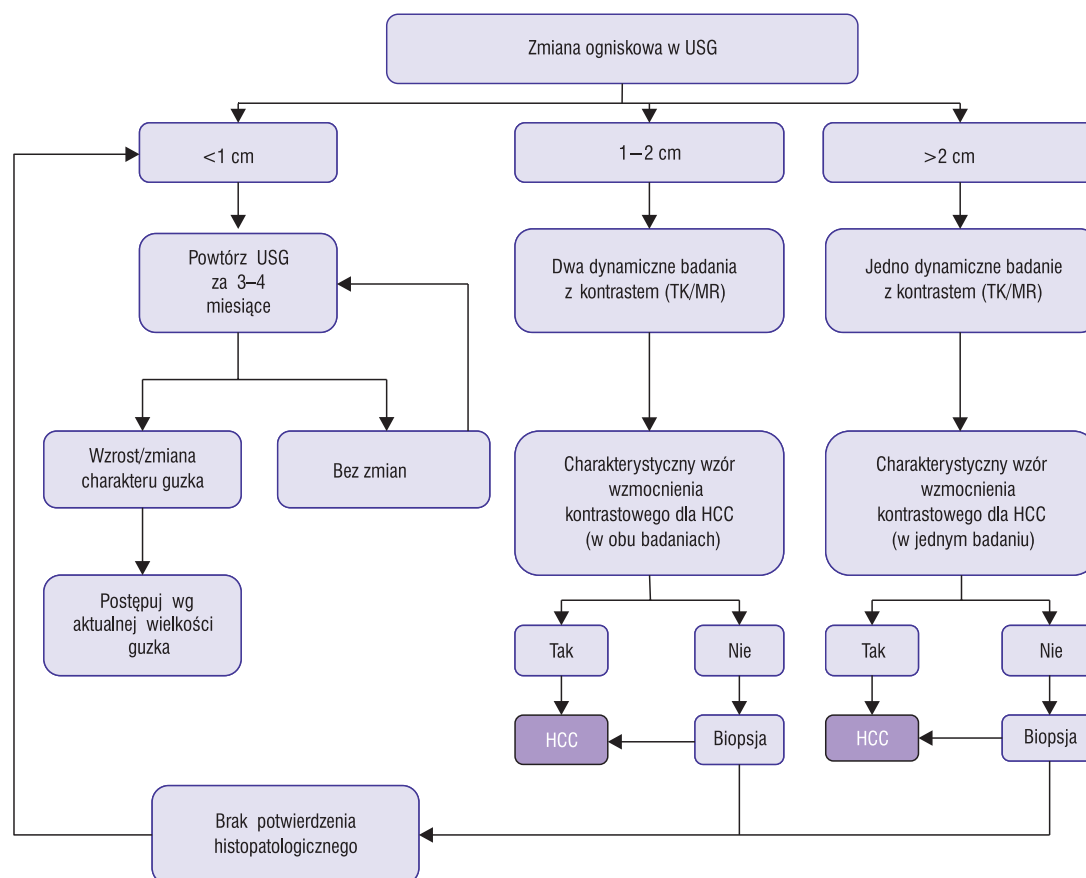 Zmiana ogniskowa w USG
<1 cm
1–2 cm
>2 cm
Powtórz USG
za 3–4
miesiące
Dwa dynamiczne badania
z kontrastem (TK/MR)
Jedno dynamiczne badanie
z kontrastem (TK/MR)
Wzrost/zmiana
charakteru guzka
Bez zmian
Charakterystyczny wzór
wzmocnienia
kontrastowego dla HCC
(w obu badaniach)
Charakterystyczny wzór
wzmocnienia
kontrastowego dla HCC
(w jednym badaniu)
Postępuj wg
aktualnej wielkości
guzka
Tak
Nie
Tak
Nie
HCC
Biopsja
HCC
Biopsja
Brak potwierdzenia
histopatologicznego